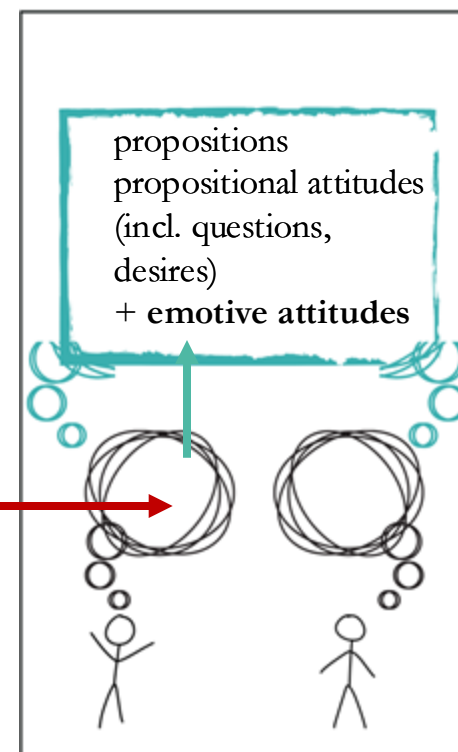 propositions
propositional attitudes
(incl. questions,
desires)
+ emotive attitudes